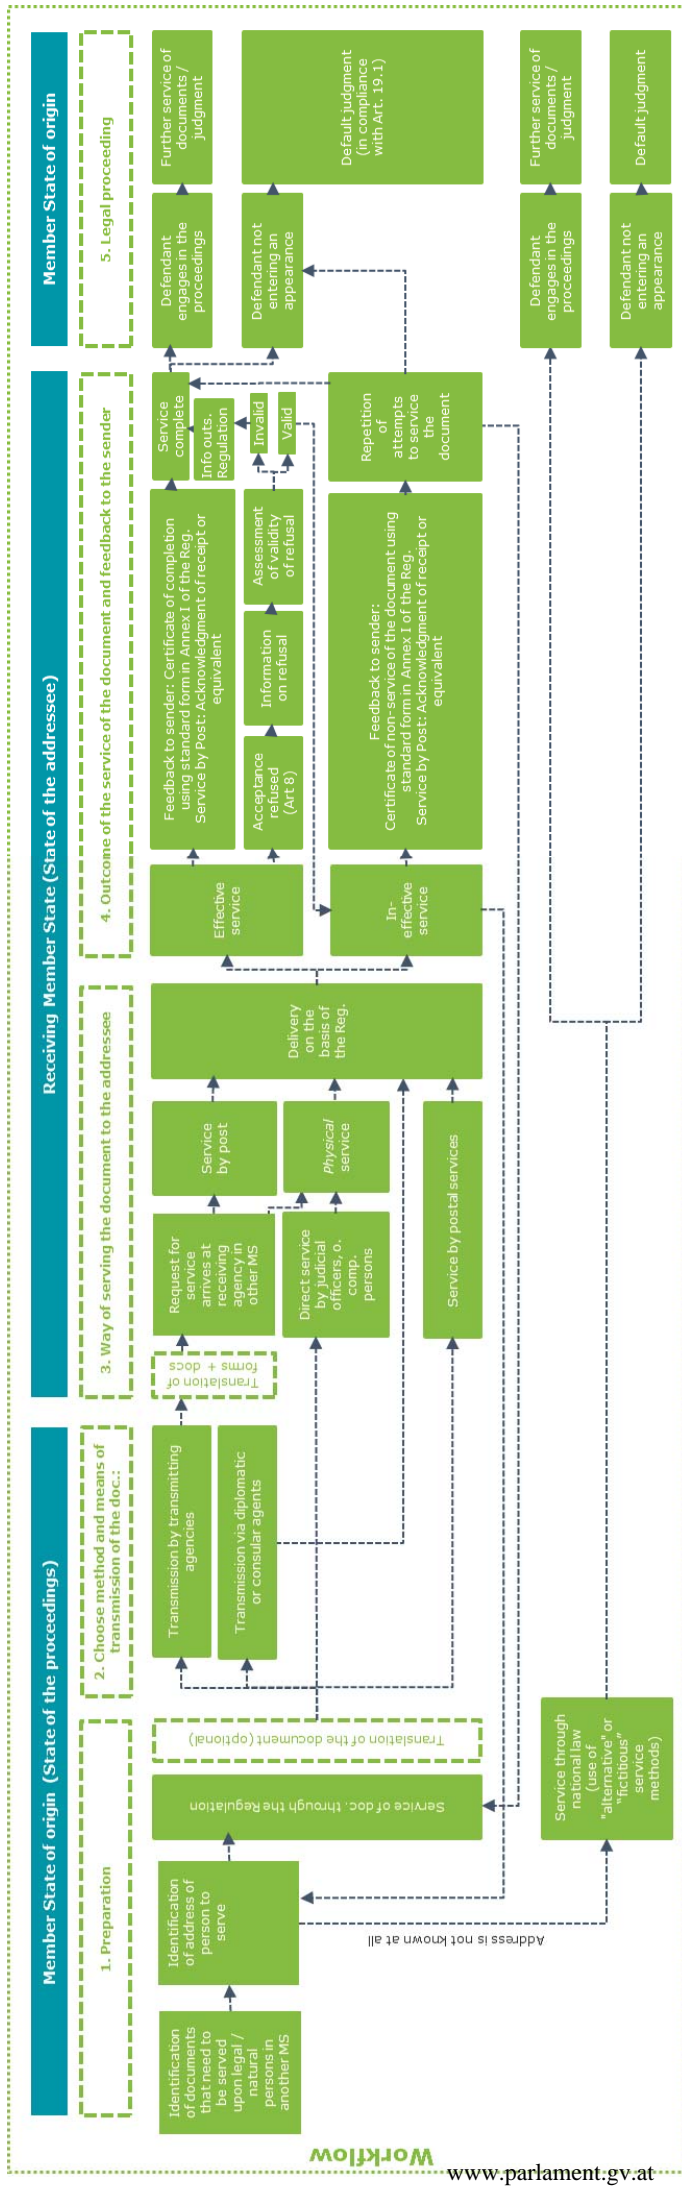 Workflow
Member State of origin (State of the proceedings)
Receiving Member State (State of the addressee)
Member State of origin
1. Preparation
2. Choose method and means of
transmission of the doc.:
3. Way of serving the document to the addressee
4. Outcome of the service of the document and feedback to the sender
5. Legal proceeding
Identification
of documents
that need to
be served
upon legal /
natural
persons in
another MS
Identification
of address of
person to
serve
Address is not known at all
Service of doc. through the Regulation
Translation of the document (optional)
Service through
national law
(use of
"alternative" or
"fictitious"
service
methods)
Transmission by transmitting
agencies
Transmission via diplomatic
or consular agents
Translation of
forms + docs
Request for
service
arrives at
receiving
agency in
other MS
Direct service
by judicial
officers, o.
comp.
persons
Service by postal services
Service
by post
Physical
service
Delivery
on the
basis of
the Reg.
Effective
service
In-
effective
service
Feedback to sender: Certificate of completion
using standard form in Annex I of the Reg.
Service by Post: Acknowledgment of receipt or
equivalent
Acceptance
refused
(Art 8)
Information
on refusal
Assessment
of validity
of refusal
Feedback to sender:
Certificate of non-service of the document using
standard form in Annex I of the Reg.
Service by Post: Acknowledgment of receipt or
equivalent
Service
complete
Info outs.
Regulation
Invalid
Valid
Repetition
of
attempts
to service
the
document
Defendant
engages in the
proceedings
Further service of
documents /
judgment
Defendant not
entering an
appearance
Default judgment
(in compliance
with Art. 19.1)
Defendant
engages in the
proceedings
Further service of
documents /
judgment
Defendant not
entering an
appearance
Default judgment
www.parlament.gv.at